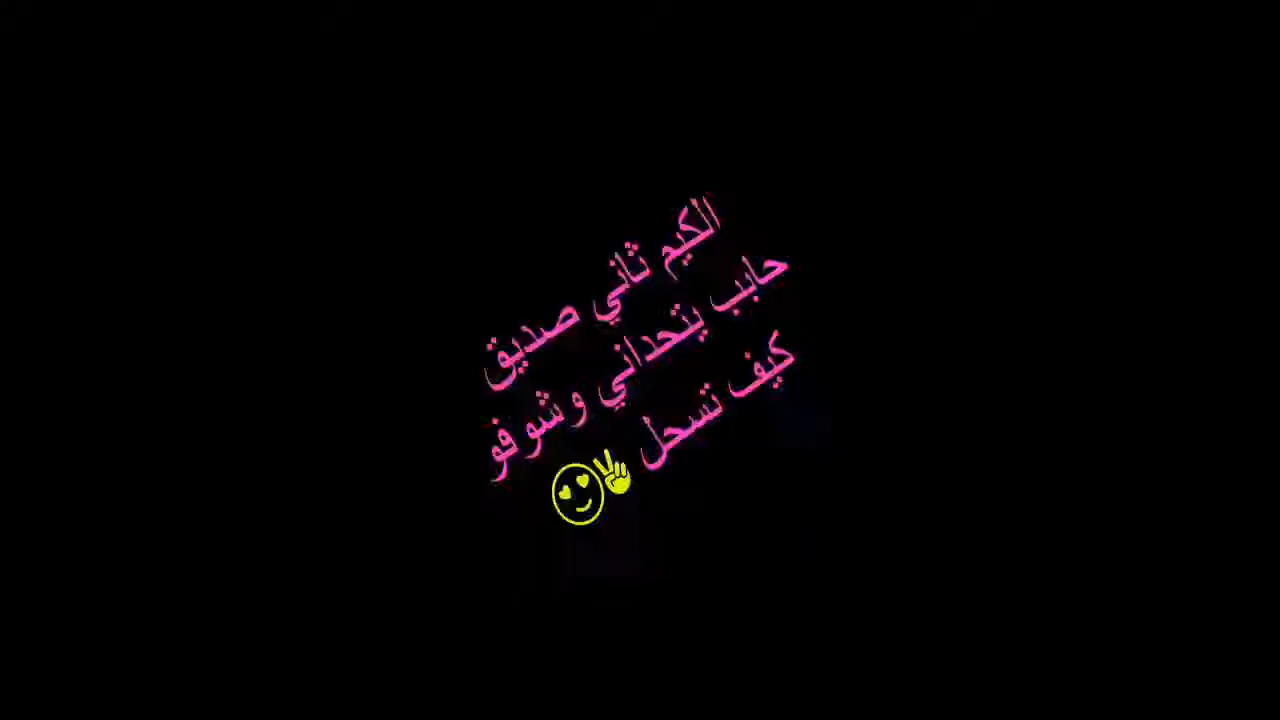 الكيم ثاني صديق
حابب يتحداني وشوفو
كيف تسحل ✌😍